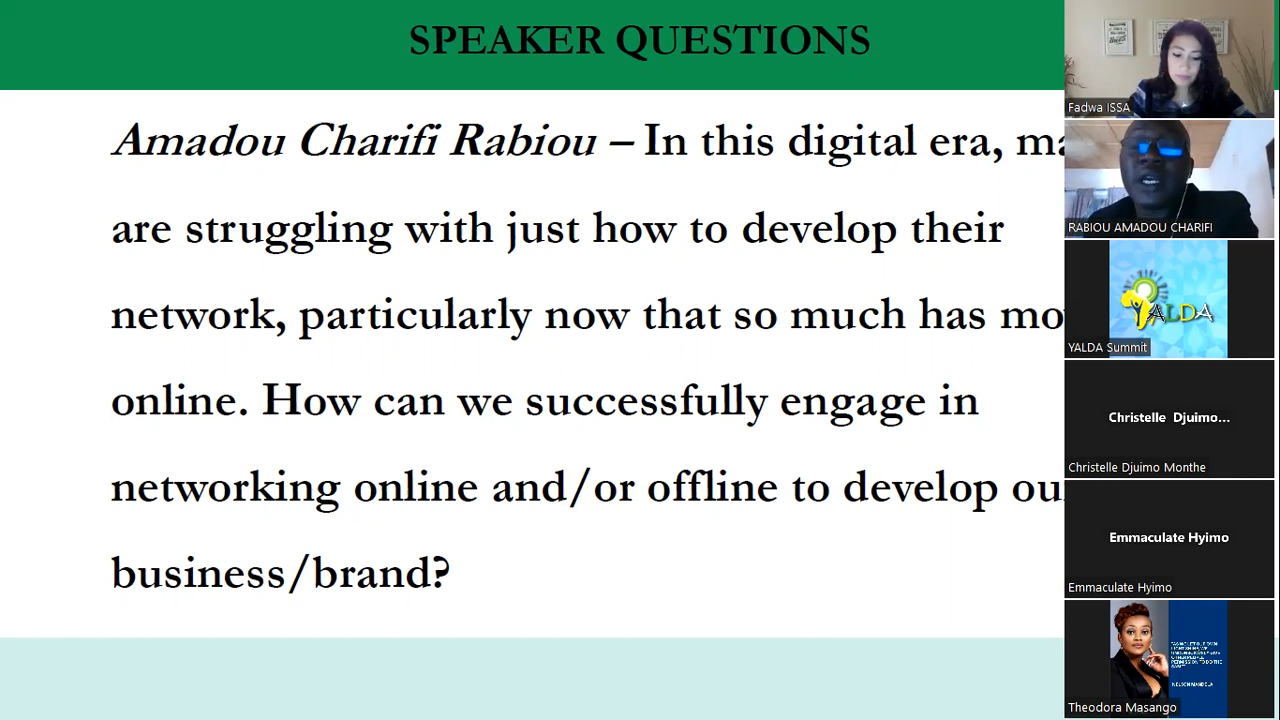 SPEAKER QUESTIONS
Amadou Charifi Rabiou – In this digital era, ma
are struggling with just how to develop their
network, particularly now that so much has mo
online. How can we successfully engage in
networking online and/or offline to develop ou
business/brand?
Fadwa ISSA
RABIOU AMADOU CHARIFI
YALDA
YALDA Summit
Christelle Djuimo...
Christelle Djuimo Monthe
Emmaculate Hyimo
Emmaculate Hyimo
NELSON MANDELA
Theodora Masango